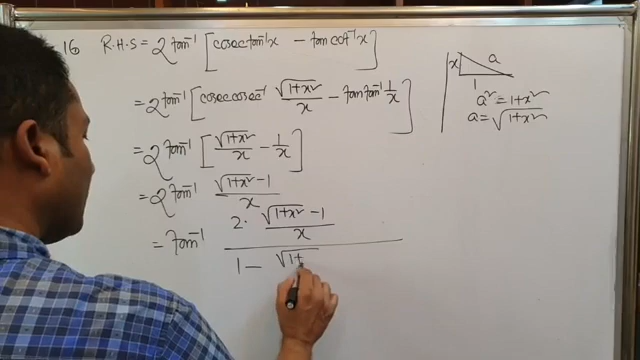 16 R.H.S = 2 tan⁻¹ [cosec tan⁻¹x − tan cot⁻¹x]
= 2 tan⁻¹ [cosec cosec⁻¹ √(1+x²)/x − tan tan⁻¹ 1/x]
= 2 tan⁻¹ [√(1+x²)/x − 1/x]
= 2 tan⁻¹ (√(1+x²) − 1)/x
= tan⁻¹ 2· (√(1+x²) − 1)/x
1 − √1+
x a
1
a² = 1+x²
a = √(1+x²)